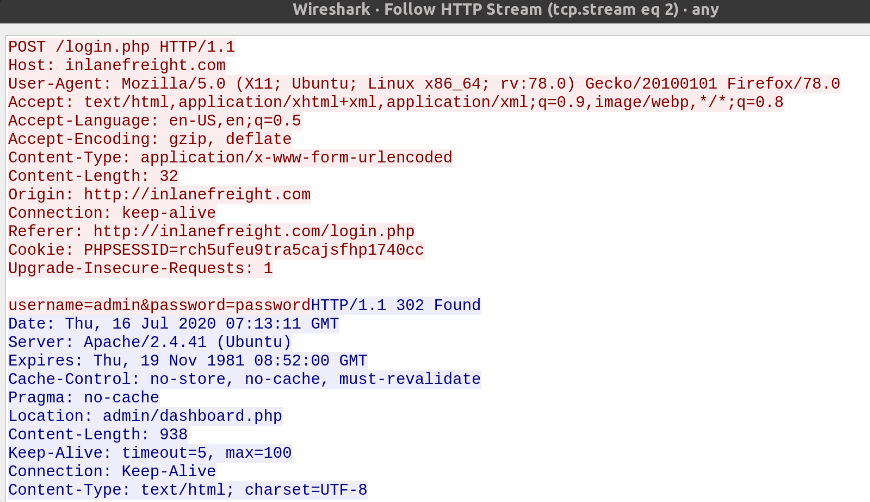 Wireshark · Follow HTTP Stream (tcp.stream eq 2) · any
POST /login.php HTTP/1.1
Host: inlanefreight.com
User-Agent: Mozilla/5.0 (X11; Ubuntu; Linux x86_64; rv:78.0) Gecko/20100101 Firefox/78.0
Accept: text/html,application/xhtml+xml,application/xml;q=0.9,image/webp,*/*;q=0.8
Accept-Language: en-US,en;q=0.5
Accept-Encoding: gzip, deflate
Content-Type: application/x-www-form-urlencoded
Content-Length: 32
Origin: http://inlanefreight.com
Connection: keep-alive
Referer: http://inlanefreight.com/login.php
Cookie: PHPSESSID=rch5ufeu9tra5cajsfhp1740cc
Upgrade-Insecure-Requests: 1
username=admin&password=passwordHTTP/1.1 302 Found
Date: Thu, 16 Jul 2020 07:13:11 GMT
Server: Apache/2.4.41 (Ubuntu)
Expires: Thu, 19 Nov 1981 08:52:00 GMT
Cache-Control: no-store, no-cache, must-revalidate
Pragma: no-cache
Location: admin/dashboard.php
Content-Length: 938
Keep-Alive: timeout=5, max=100
Connection: Keep-Alive
Content-Type: text/html; charset=UTF-8